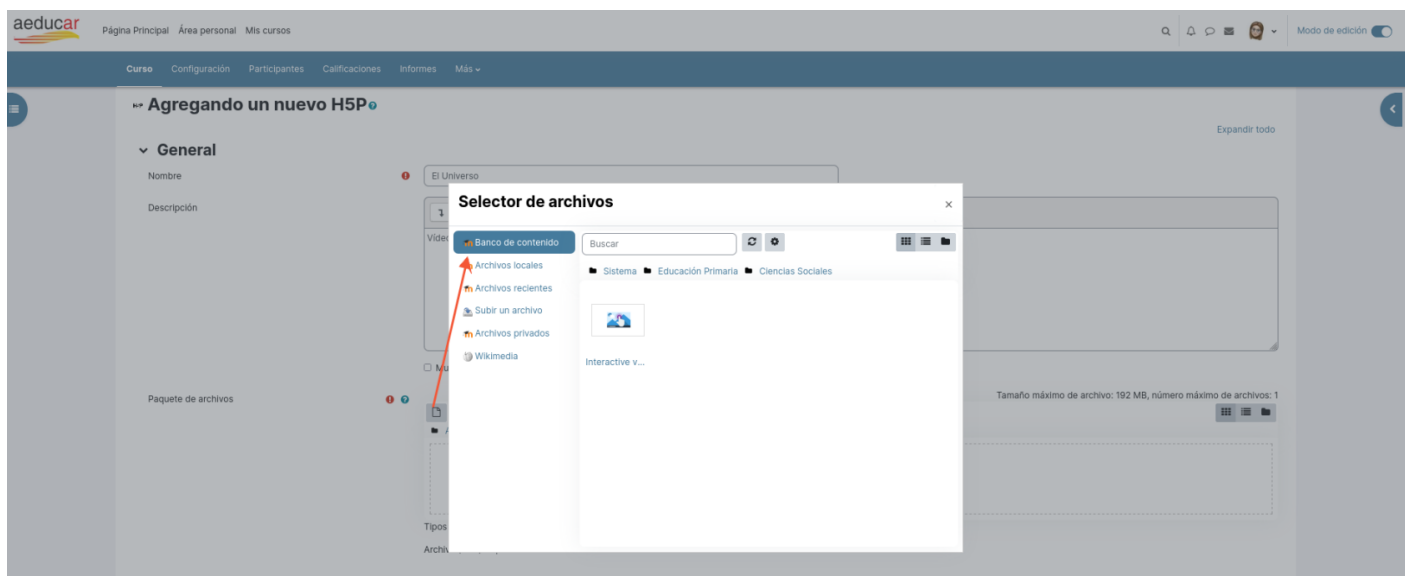 aeducar Página Principal Área personal Mis cursos Modo de edición
Curso Configuración Participantes Calificaciones Informes Más
H5P Agregando un nuevo H5P
Expandir todo
General
Nombre
El Universo
Descripción
Selector de archivos
Banco de contenido
Archivos locales
Archivos recientes
Subir un archivo
Archivos privados
Wikimedia
Buscar
Sistema Educación Primaria Ciencias Sociales
Interactive v...
Paquete de archivos
Tamaño máximo de archivo: 192 MB, número máximo de archivos: 1
Tipos